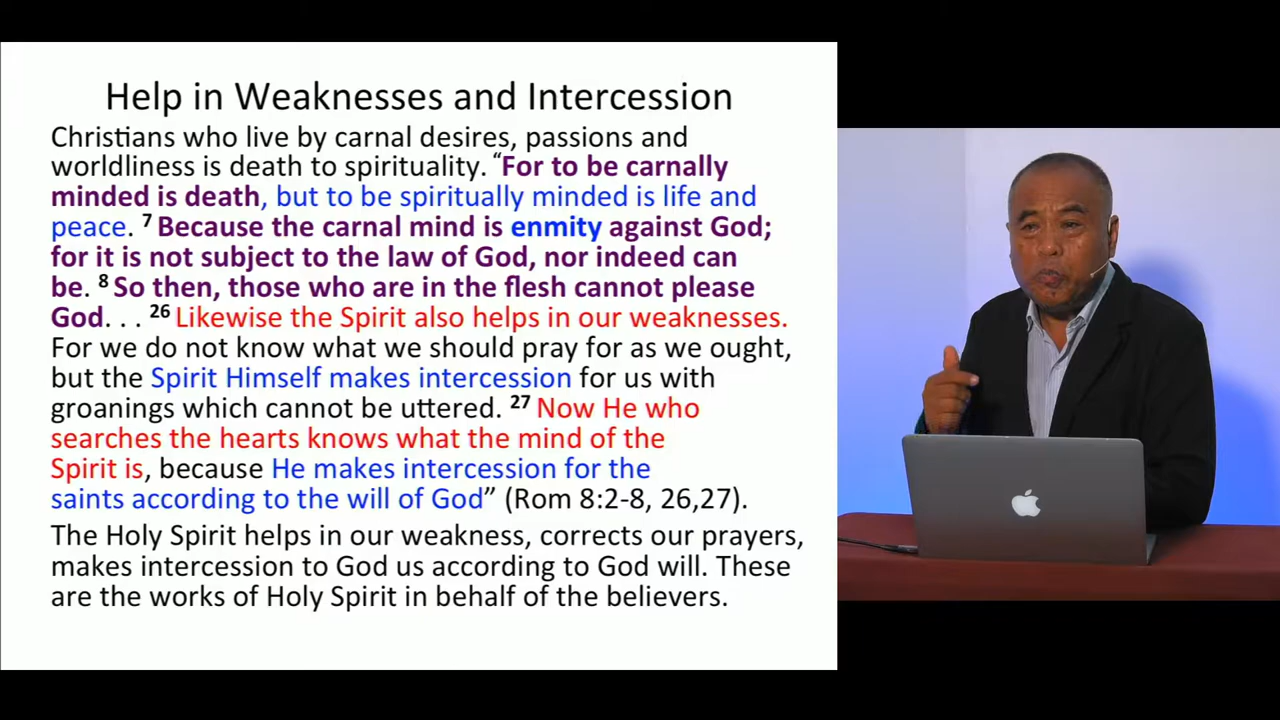 Help in Weaknesses and Intercession
Christians who live by carnal desires, passions and
worldliness is death to spirituality. “For to be carnally
minded is death, but to be spiritually minded is life and
peace. 7 Because the carnal mind is enmity against God;
for it is not subject to the law of God, nor indeed can
be. 8 So then, those who are in the flesh cannot please
God. . . 26 Likewise the Spirit also helps in our weaknesses.
For we do not know what we should pray for as we ought,
but the Spirit Himself makes intercession for us with
groanings which cannot be uttered. 27 Now He who
searches the hearts knows what the mind of the
Spirit is, because He makes intercession for the
saints according to the will of God” (Rom 8:2-8, 26,27).
The Holy Spirit helps in our weakness, corrects our prayers,
makes intercession to God us according to God will. These
are the works of Holy Spirit in behalf of the believers.